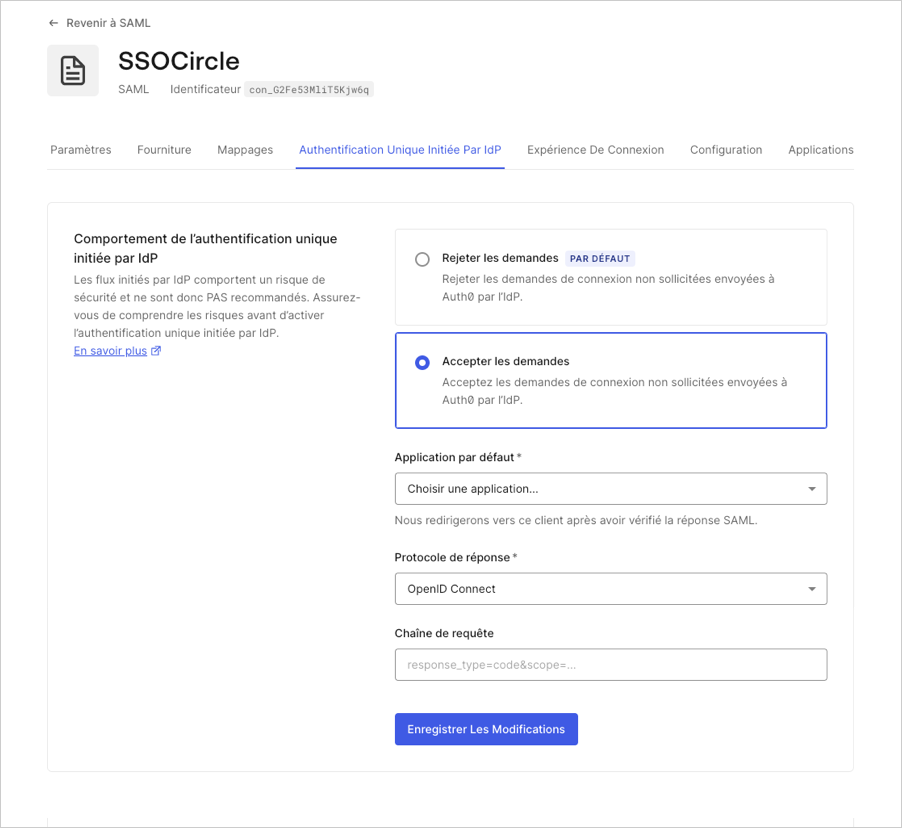 ← Revenir à SAML
SSOCircle
SAML Identificateur con_G2Fe53MliT5Kjw6q
Paramètres Fourniture Mappages Authentification Unique Initiée Par IdP Expérience De Connexion Configuration Applications
Comportement de l’authentification unique
initiée par IdP
Les flux initiés par IdP comportent un risque de
sécurité et ne sont donc PAS recommandés. Assurez-
vous de comprendre les risques avant d’activer
l’authentification unique initiée par IdP.
En savoir plus
Rejeter les demandes PAR DÉFAUT
Rejeter les demandes de connexion non sollicitées envoyées à
Auth0 par l’IdP.
Accepter les demandes
Acceptez les demandes de connexion non sollicitées envoyées à
Auth0 par l’IdP.
Application par défaut *
Choisir une application...
Nous redirigerons vers ce client après avoir vérifié la réponse SAML.
Protocole de réponse *
OpenID Connect
Chaîne de requête
response_type=code&scope=...
Enregistrer Les Modifications